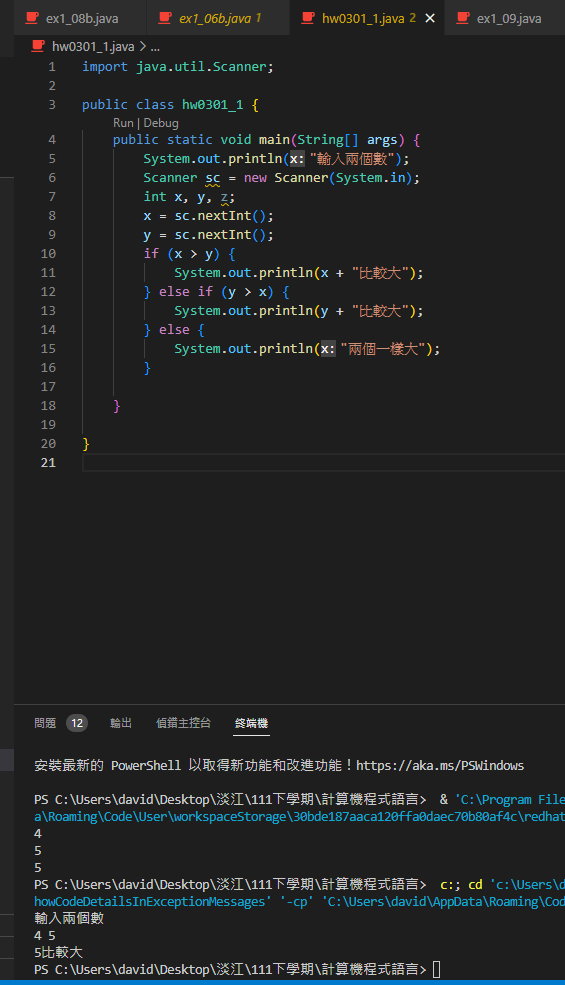 ex1_08b.java ex1_06b.java 1 hw0301_1.java 2 ex1_09.java
hw0301_1.java > ...
1 import java.util.Scanner;
2
3 public class hw0301_1 {
Run | Debug
4 public static void main(String[] args) {
5 System.out.println(x: "輸入兩個數");
6 Scanner sc = new Scanner(System.in);
7 int x, y, z;
8 x = sc.nextInt();
9 y = sc.nextInt();
10 if (x > y) {
11 System.out.println(x + "比較大");
12 } else if (y > x) {
13 System.out.println(y + "比較大");
14 } else {
15 System.out.println(x: "兩個一樣大");
16 }
17
18 }
19
20 }
21
問題 12 輸出 偵錯主控台 終端機
安裝最新的 PowerShell 以取得新功能和改進功能！https://aka.ms/PSWindows
PS C:\Users\david\Desktop\淡江\111下學期\計算機程式語言> & 'C:\Program File
a\Roaming\Code\User\workspaceStorage\30bde187aaca120ffa0daec70b80af4c\redhat
4
5
5
PS C:\Users\david\Desktop\淡江\111下學期\計算機程式語言> c:; cd 'c:\Users\d
howCodeDetailsInExceptionMessages' '-cp' 'C:\Users\david\AppData\Roaming\Cod
輸入兩個數
4 5
5比較大
PS C:\Users\david\Desktop\淡江\111下學期\計算機程式語言>